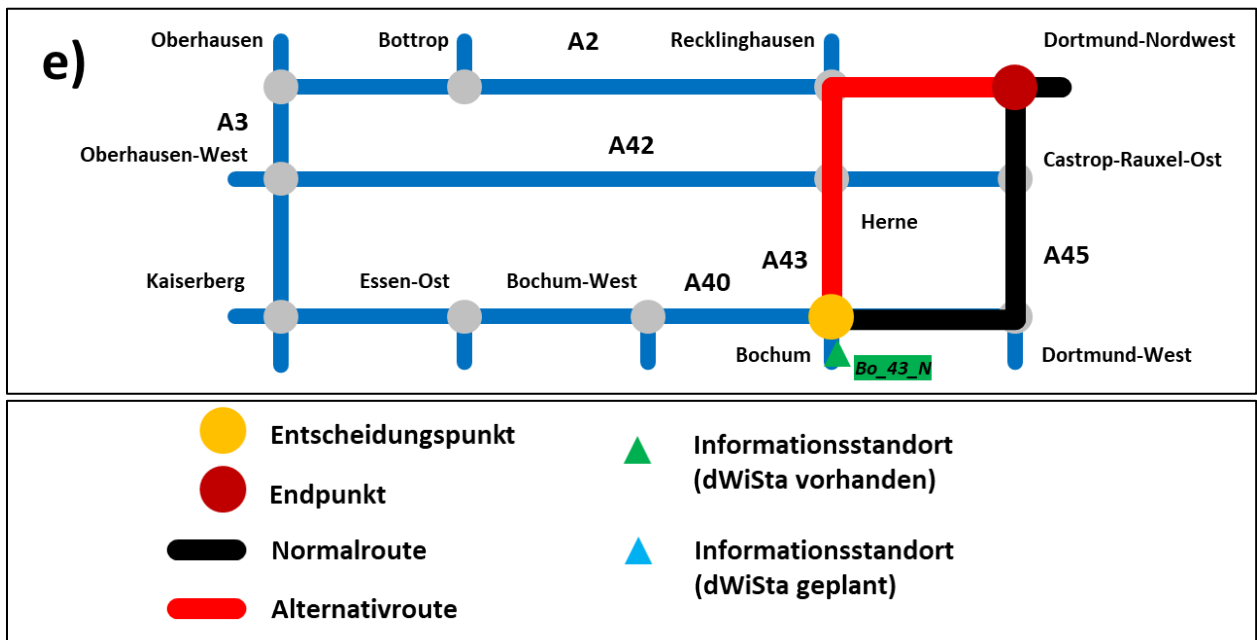 e)
Oberhausen
Bottrop
A2
Recklinghausen
Dortmund-Nordwest
A3
Oberhausen-West
A42
Castrop-Rauxel-Ost
Herne
Kaiserberg
Essen-Ost
Bochum-West
A40
A43
A45
Bochum
Bo_43_N
Dortmund-West
Entscheidungspunkt
Endpunkt
Normalroute
Alternativroute
Informationsstandort
(dWiSta vorhanden)
Informationsstandort
(dWiSta geplant)